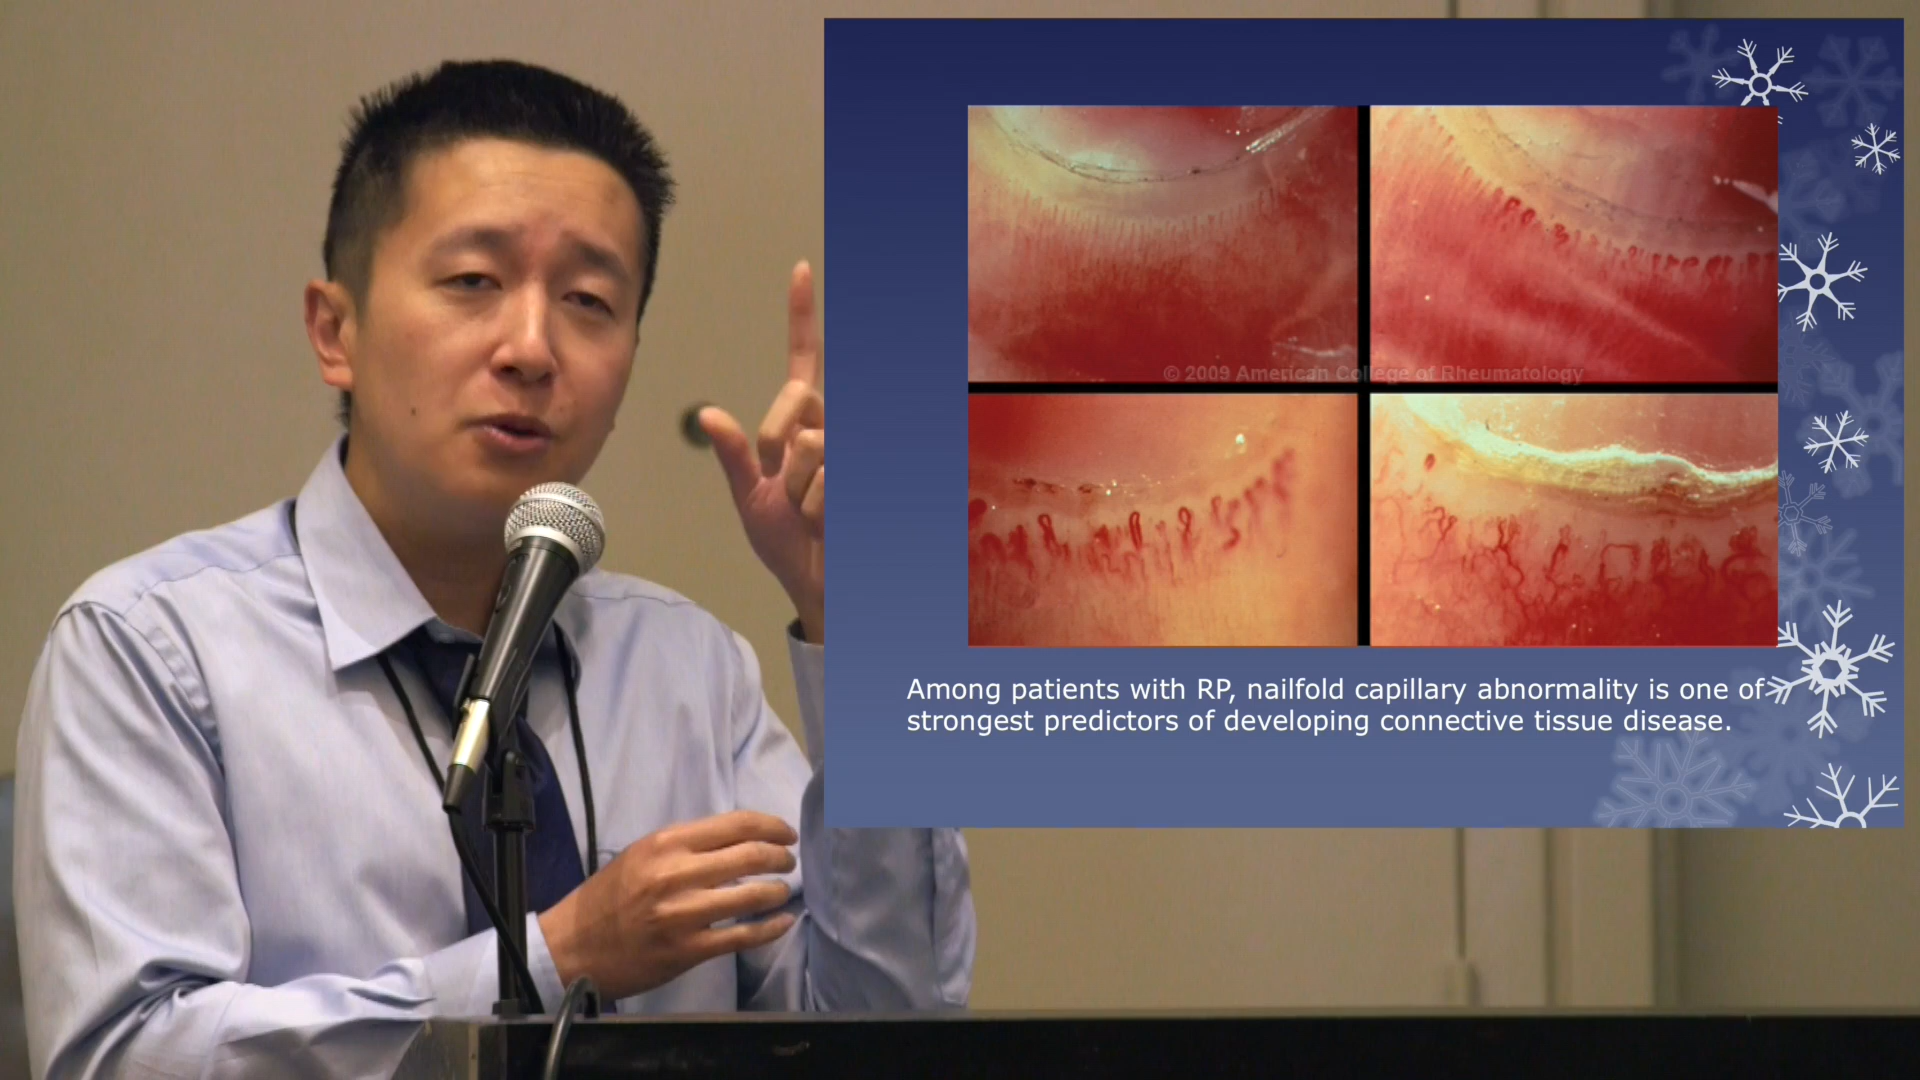 © 2009 American College of Rheumatology
Among patients with RP, nailfold capillary abnormality is one of
strongest predictors of developing connective tissue disease.